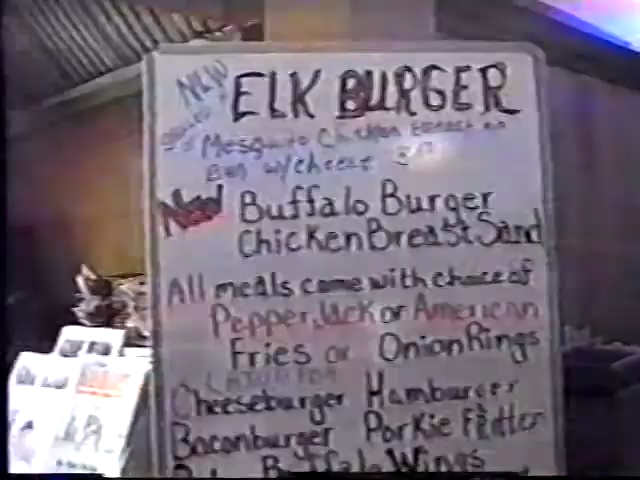 NEW ELK BURGER
Mesquito Chicken Breast on
Bun w/cheese
New Buffalo Burger
Chicken Breast Sand
All meals come with choice of
Pepper Jack or American
Fries or Onion Rings
Cheeseburger Hamburger
Baconburger Porkie Fritter
Buffalo Wings